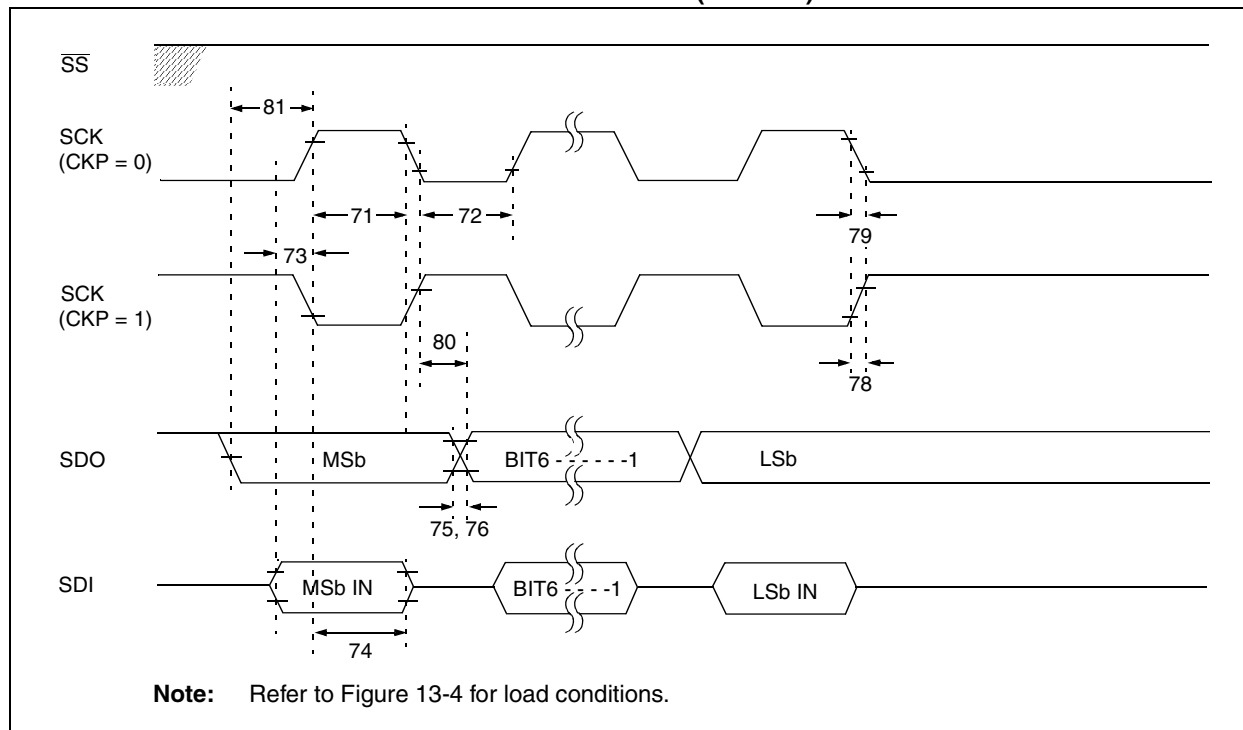 SS
81
SCK
(CKP = 0)
71
72
79
73
SCK
(CKP = 1)
80
78
SDO
MSb
BIT6 - - - - - -1
LSb
75, 76
SDI
MSb IN
BIT6 - - - -1
LSb IN
74
Note: Refer to Figure 13-4 for load conditions.